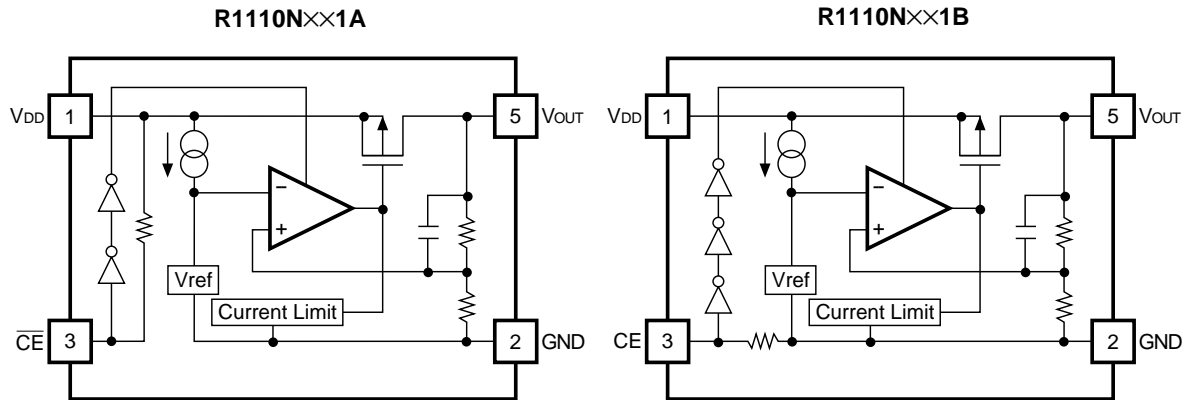 R1110N××1A
VDD
1
5
VOUT
−
+
Vref
Current Limit
C̅E̅
3
2
GND
R1110N××1B
VDD
1
5
VOUT
−
+
Vref
Current Limit
CE
3
2
GND